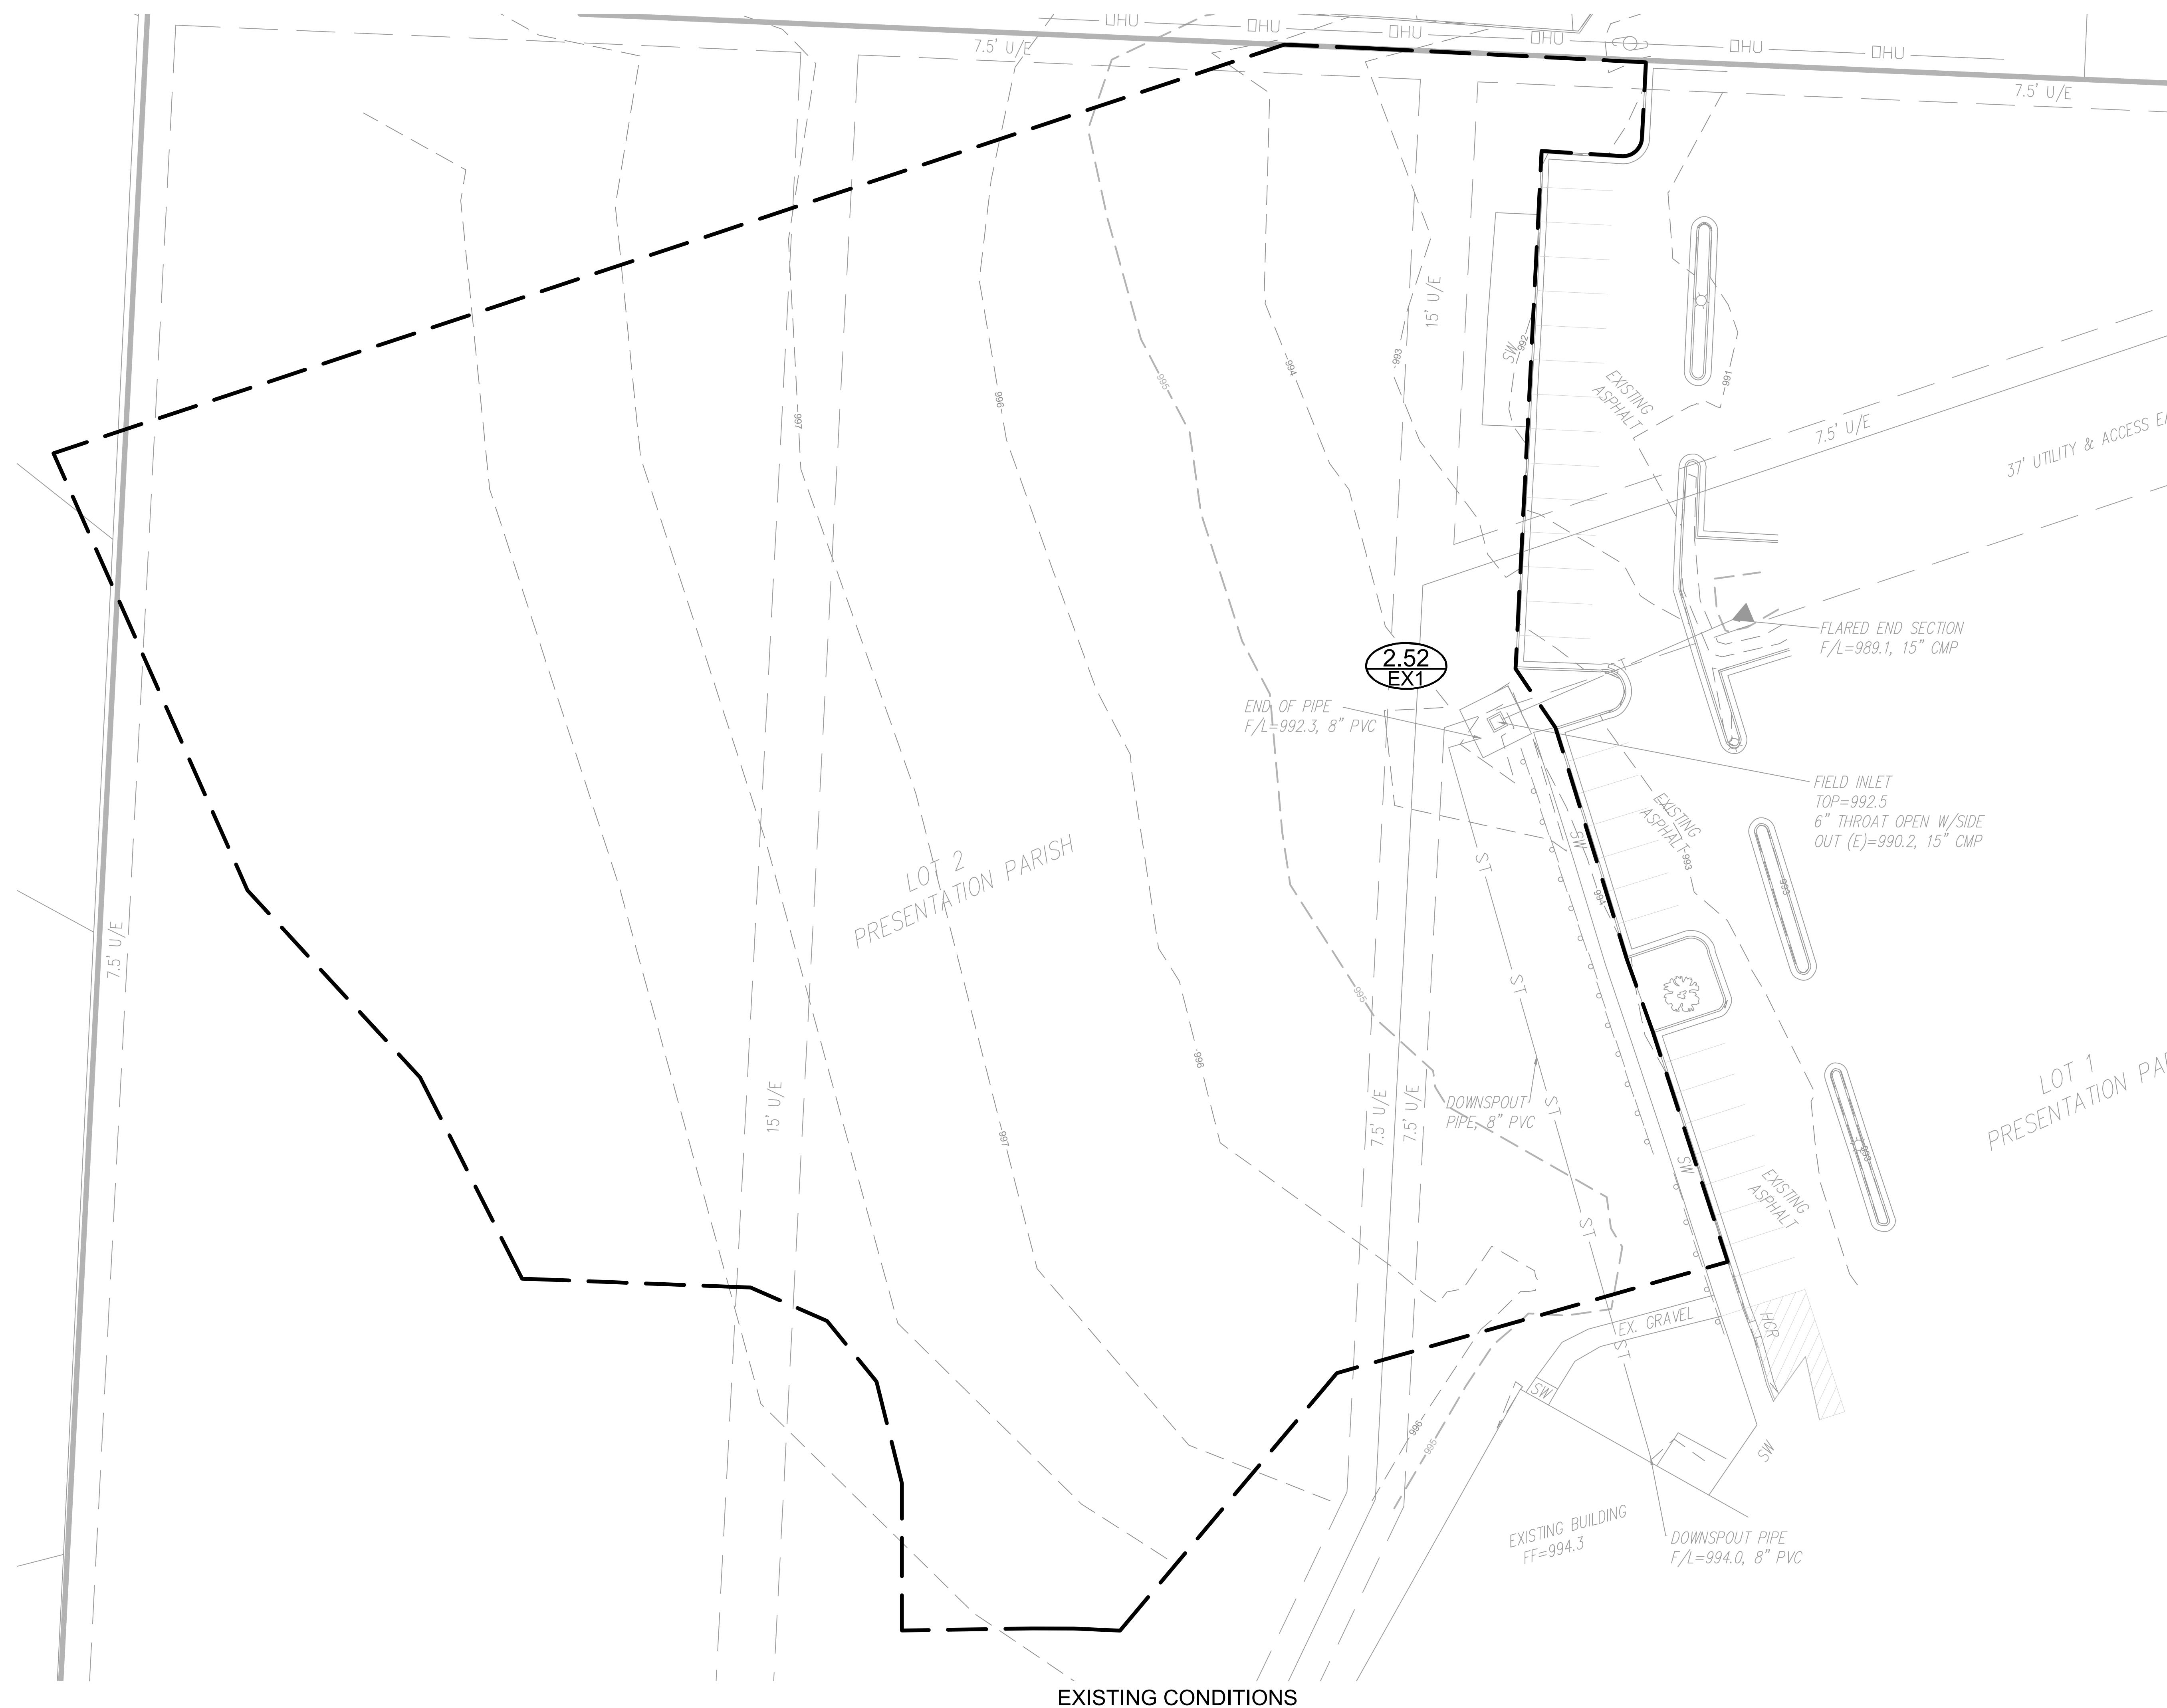 OHU
OHU
OHU
OHU
OHU
OHU
7.5' U/E
7.5' U/E
15' U/E
993
994
SW
992
991
995
996
997
EXISTING
ASPHALT
7.5' U/E
37' UTILITY & ACCESS EA
FLARED END SECTION
F/L=989.1, 15" CMP
2.52
EX1
END OF PIPE
F/L=992.3, 8" PVC
ST
FIELD INLET
TOP=992.5
6" THROAT OPEN W/SIDE
OUT (E)=990.2, 15" CMP
EXISTING
ASPHALT
993
SW
ST
994
993
LOT 2
PRESENTATION PARISH
7.5' U/E
ST
995
996
LOT 1
PRESENTATION PAR
15' U/E
997
7.5' U/E
7.5' U/E
DOWNSPOUT
PIPE, 8" PVC
ST
SW
993
EXISTING
ASPHALT
ST
EX. GRAVEL
HCR
ST
SW
996
995
SW
EXISTING BUILDING
FF=994.3
DOWNSPOUT PIPE
F/L=994.0, 8" PVC
EXISTING CONDITIONS